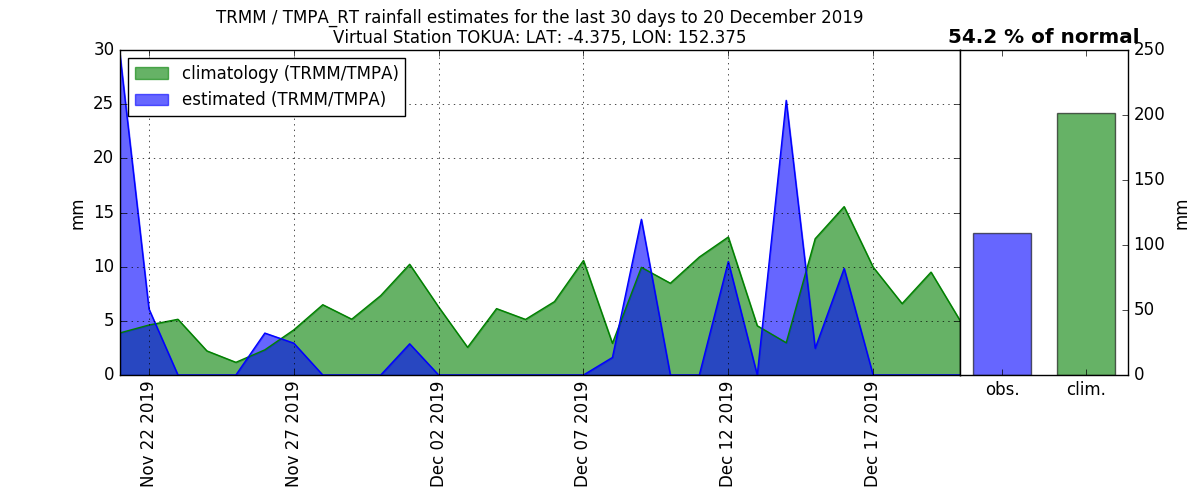 TRMM / TMPA_RT rainfall estimates for the last 30 days to 20 December 2019
Virtual Station TOKUA: LAT: -4.375, LON: 152.375
54.2 % of normal
climatology (TRMM/TMPA)
estimated (TRMM/TMPA)
30
25
20
15
10
5
0
mm
Nov 22 2019
Nov 27 2019
Dec 02 2019
Dec 07 2019
Dec 12 2019
Dec 17 2019
250
200
150
100
50
0
mm
obs.
clim.